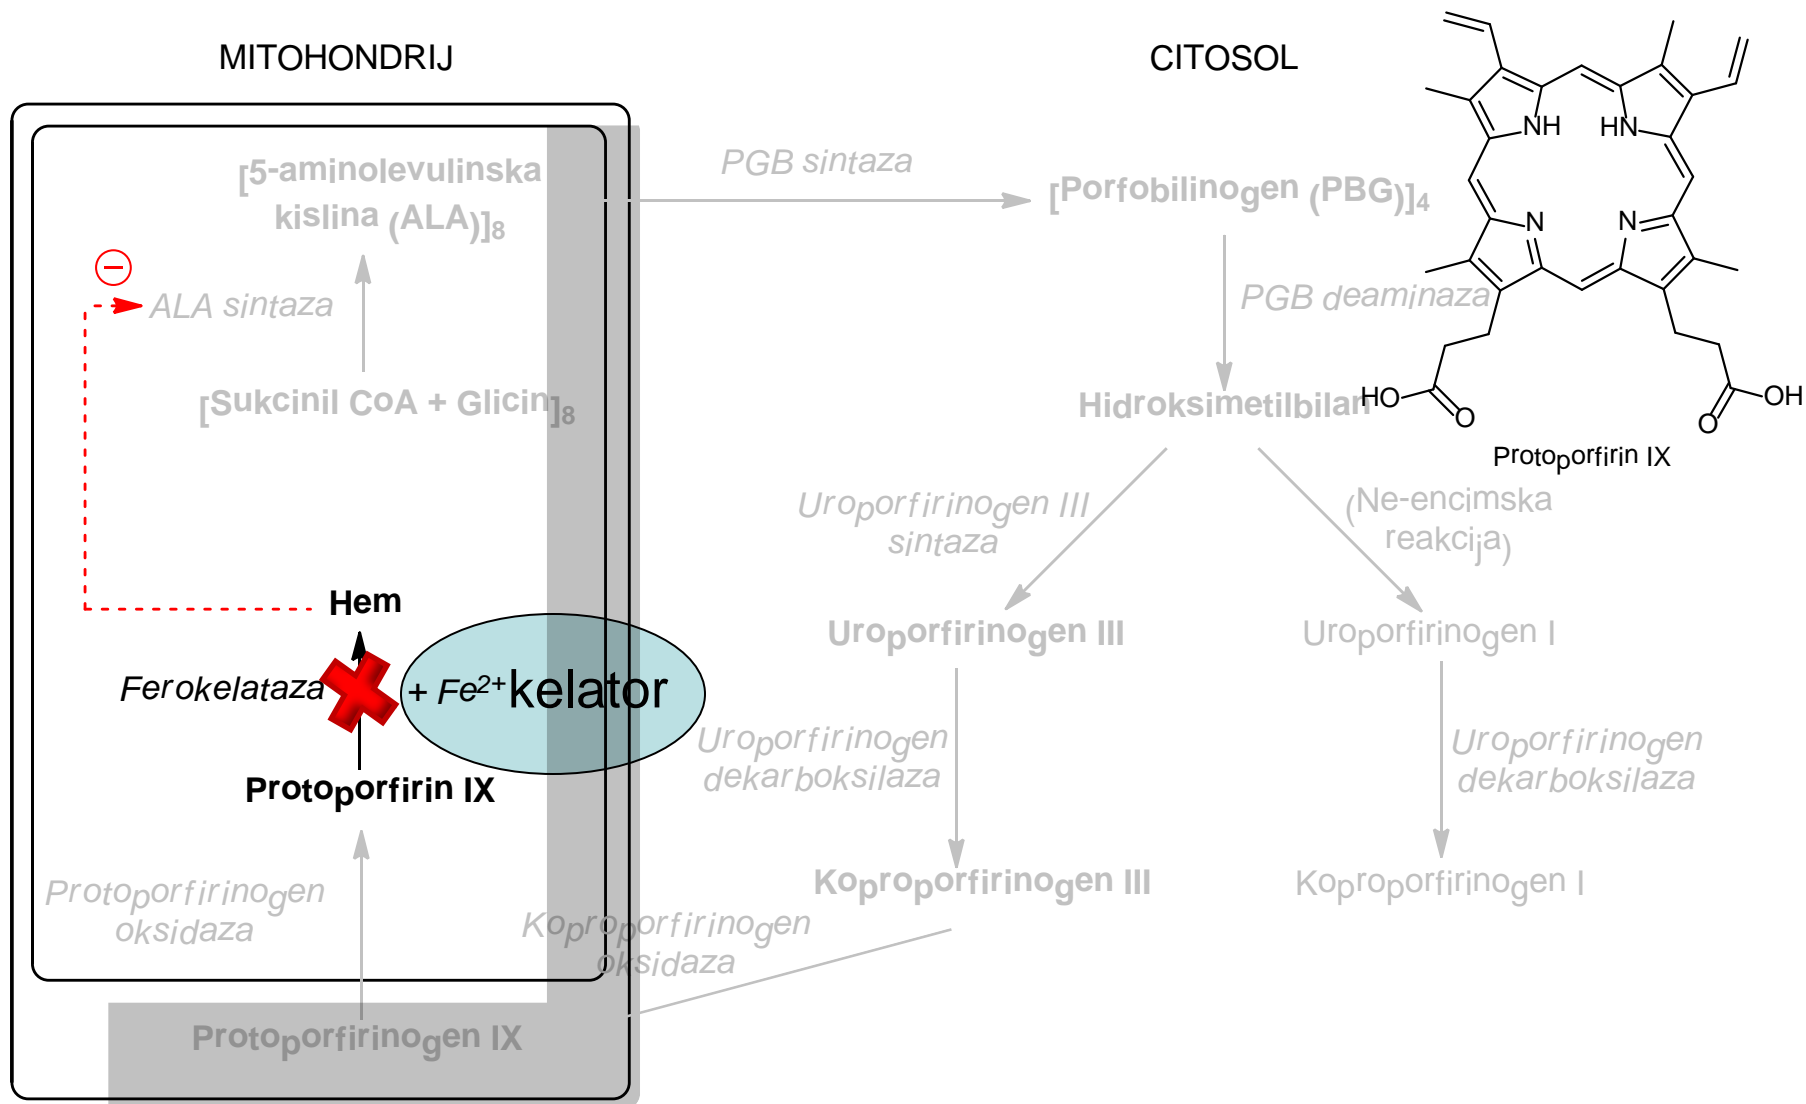 MITOHONDRIJ
CITOSOL
[5-aminolevulinska
kislina (ALA)]8
PGB sintaza
[Porfobilinogen (PBG)]4
NH
HN
N
N
ALA sintaza
PGB deaminaza
[Sukcinil CoA + Glicin]8
Hidroksimetilbilan
HO
O
O
OH
Protoporfirin IX
Uroporfirinogen III
sintaza
(Ne-encimska
reakcija)
Hem
Uroporfirinogen III
Uroporfirinogen I
Ferokelataza
+ Fe2+ kelator
Uroporfirinogen
dekarboksilaza
Uroporfirinogen
dekarboksilaza
Protoporfirin IX
Protoporfirinogen
oksidaza
Koproporfirinogen III
Koproporfirinogen I
Koproporfirinogen
oksidaza
Protoporfirinogen IX